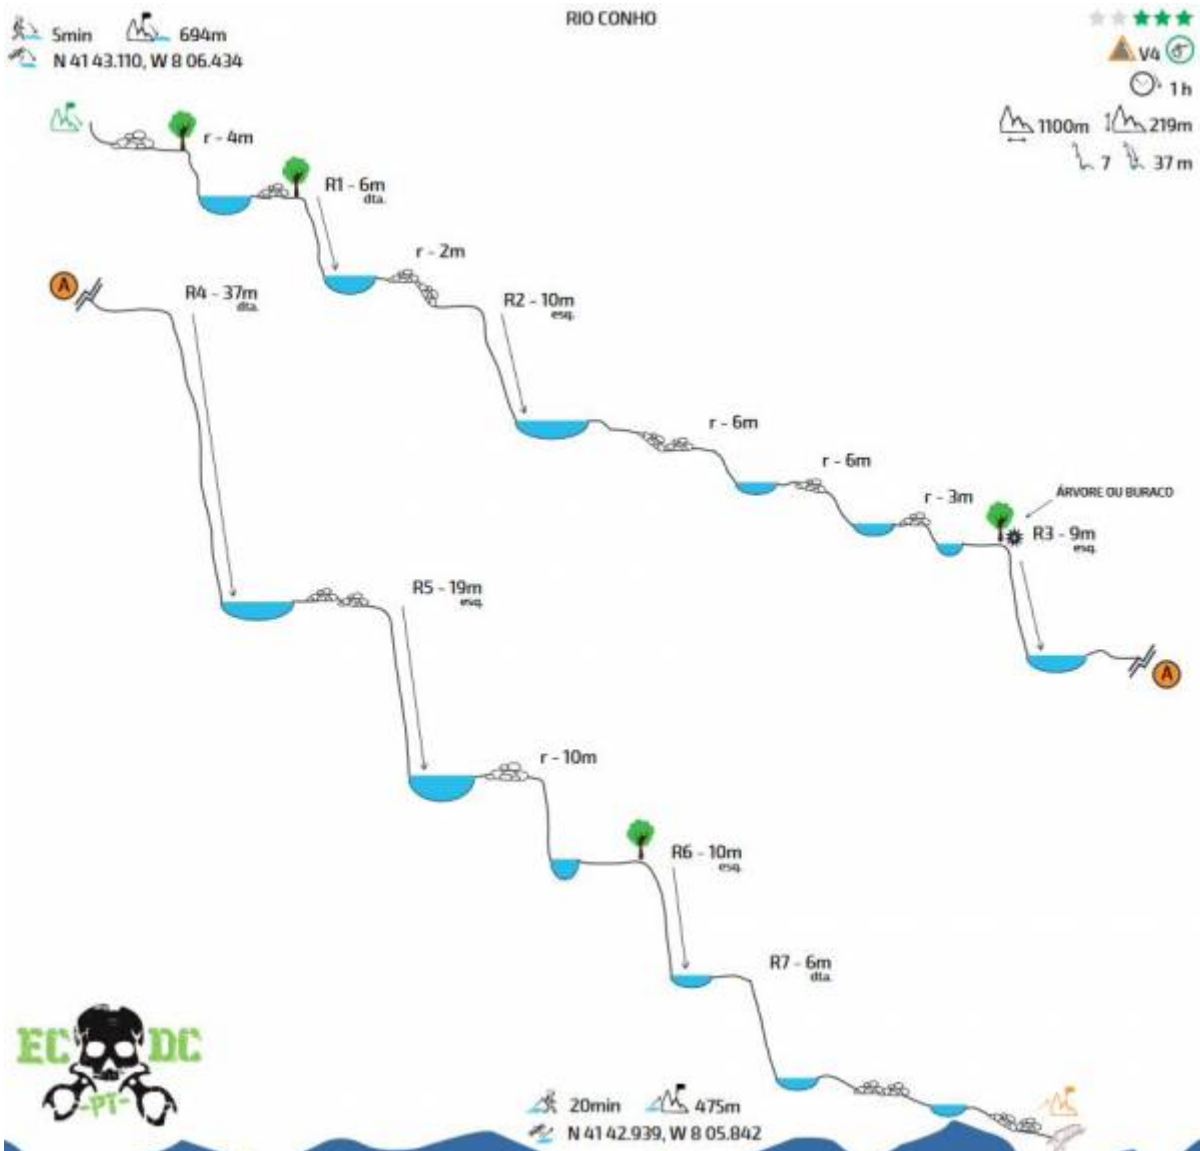 RIO CONHO
5min 694m
N 41 43.110, W 8 06.434
V4
1 h
1100m 219m
7 37 m
r - 4m
R1 - 6m
dta.
r - 2m
R2 - 10m
esq.
r - 6m
r - 6m
r - 3m
ÁRVORE OU BURACO
R3 - 9m
esq.
A
A
R4 - 37m
dta.
R5 - 19m
esq.
r - 10m
R6 - 10m
esq.
R7 - 6m
dta.
EC DC
-PT-
20min 475m
N 41 42.939, W 8 05.842